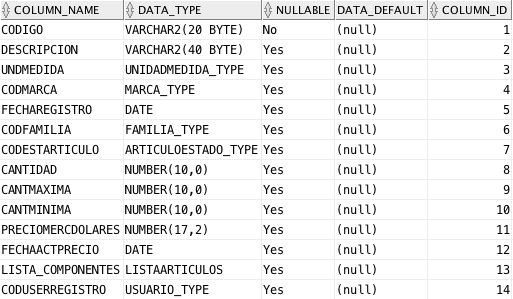 COLUMN_NAME DATA_TYPE NULLABLE DATA_DEFAULT COLUMN_ID
CODIGO VARCHAR2(20 BYTE) No (null) 1
DESCRIPCION VARCHAR2(40 BYTE) Yes (null) 2
UNDMEDIDA UNIDADMEDIDA_TYPE Yes (null) 3
CODMARCA MARCA_TYPE Yes (null) 4
FECHAREGISTRO DATE Yes (null) 5
CODFAMILIA FAMILIA_TYPE Yes (null) 6
CODESTARTICULO ARTICULOESTADO_TYPE Yes (null) 7
CANTIDAD NUMBER(10,0) Yes (null) 8
CANTMAXIMA NUMBER(10,0) Yes (null) 9
CANTMINIMA NUMBER(10,0) Yes (null) 10
PRECIOMERCDOLARES NUMBER(17,2) Yes (null) 11
FECHAACTPRECIO DATE Yes (null) 12
LISTA_COMPONENTES LISTAARTICULOS Yes (null) 13
CODUSERREGISTRO USUARIO_TYPE Yes (null) 14